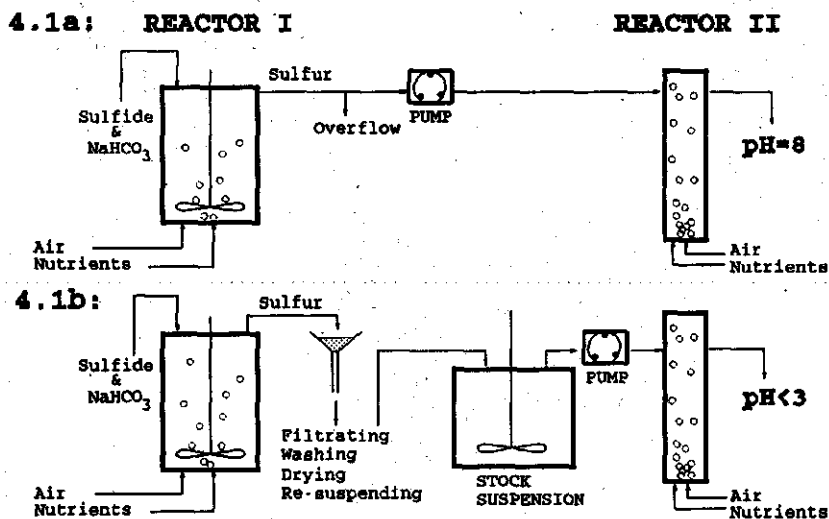 4.1a: REACTOR I REACTOR II
Sulfur
Sulfide
&
NaHCO3
Overflow
PUMP
pH=8
Air
Nutrients
Air
Nutrients
4.1b:
Sulfur
Sulfide
&
NaHCO3
PUMP
pH<3
Filtrating
Washing
Drying
Re-suspending
STOCK
SUSPENSION
Air
Nutrients
Air
Nutrients